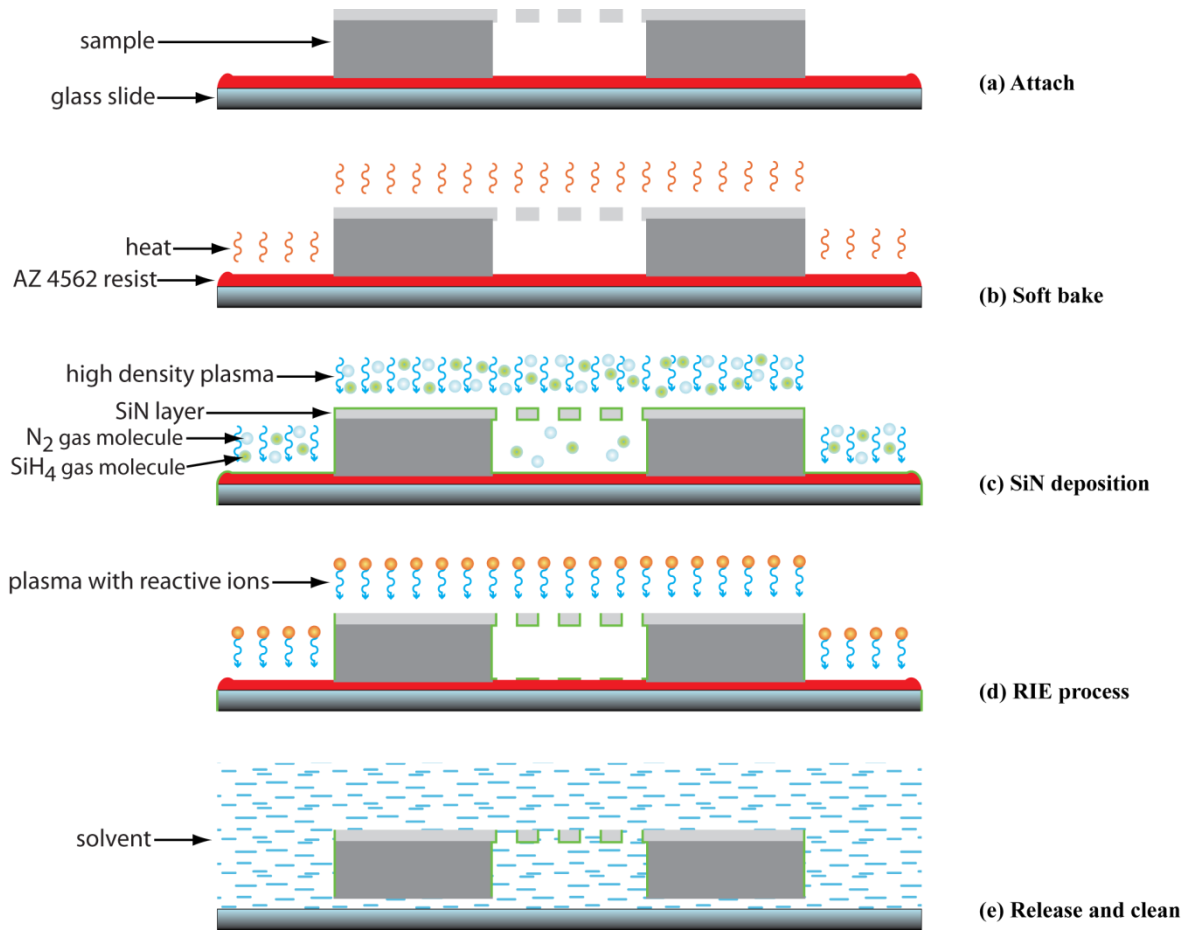 sample
glass slide
(a) Attach
heat
AZ 4562 resist
(b) Soft bake
high density plasma
SiN layer
N₂ gas molecule
SiH₄ gas molecule
(c) SiN deposition
plasma with reactive ions
(d) RIE process
solvent
(e) Release and clean